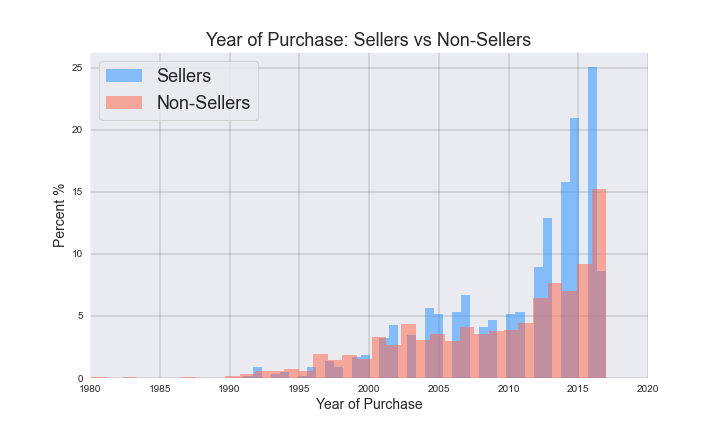 Year of Purchase: Sellers vs Non-Sellers
Sellers
Non-Sellers
Percent %
25
20
15
10
5
0
1980 1985 1990 1995 2000 2005 2010 2015 2020
Year of Purchase